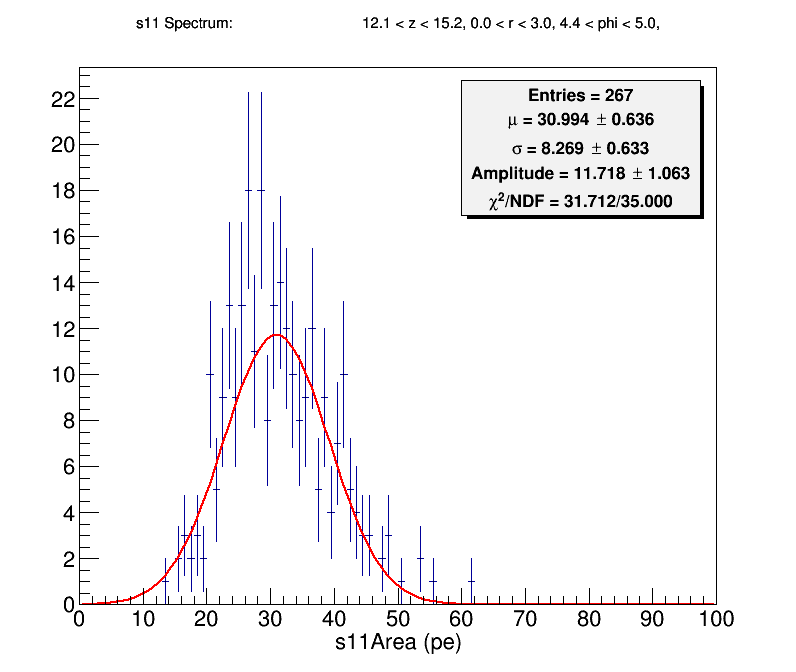 s11 Spectrum: 12.1 < z < 15.2, 0.0 < r < 3.0, 4.4 < phi < 5.0,
Entries = 267
μ = 30.994 ± 0.636
σ = 8.269 ± 0.633
Amplitude = 11.718 ± 1.063
χ²/NDF = 31.712/35.000
22
20
18
16
14
12
10
8
6
4
2
0
0 10 20 30 40 50 60 70 80 90 100
s11Area (pe)